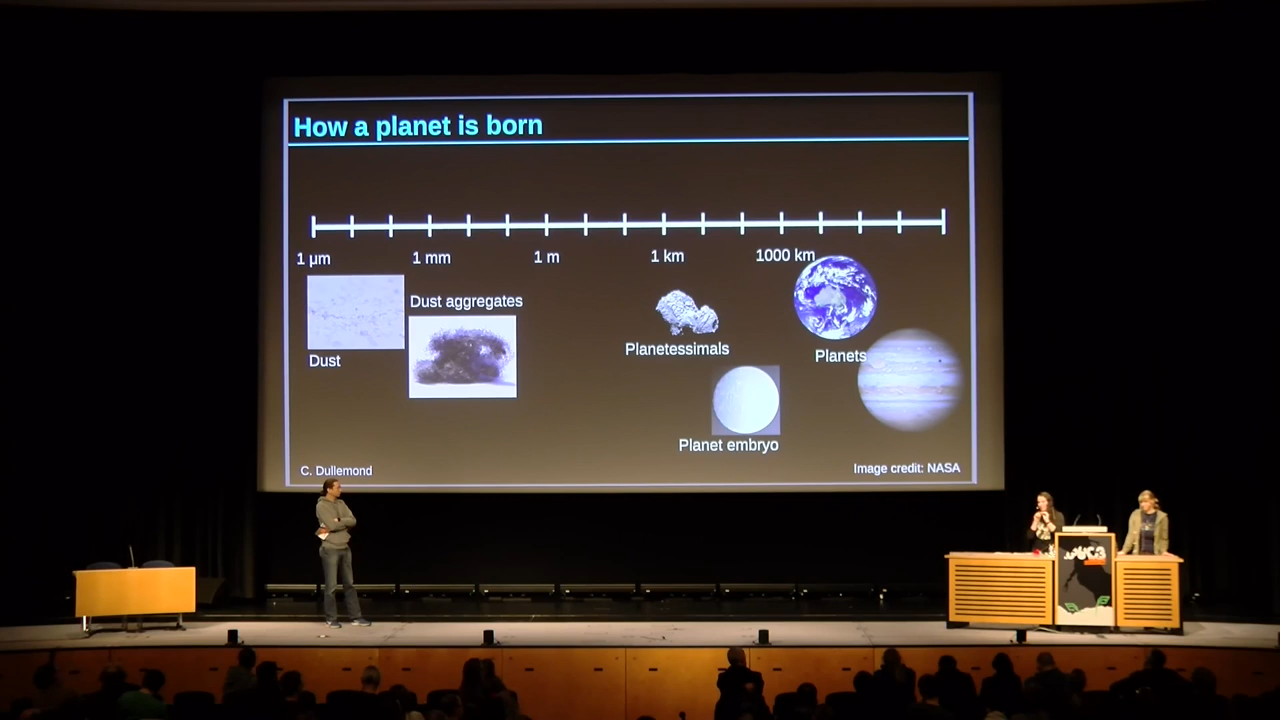 How a planet is born
1 µm
1 mm
1 m
1 km
1000 km
Dust aggregates
Dust
Planetessimals
Planets
Planet embryo
C. Dullemond
Image credit: NASA